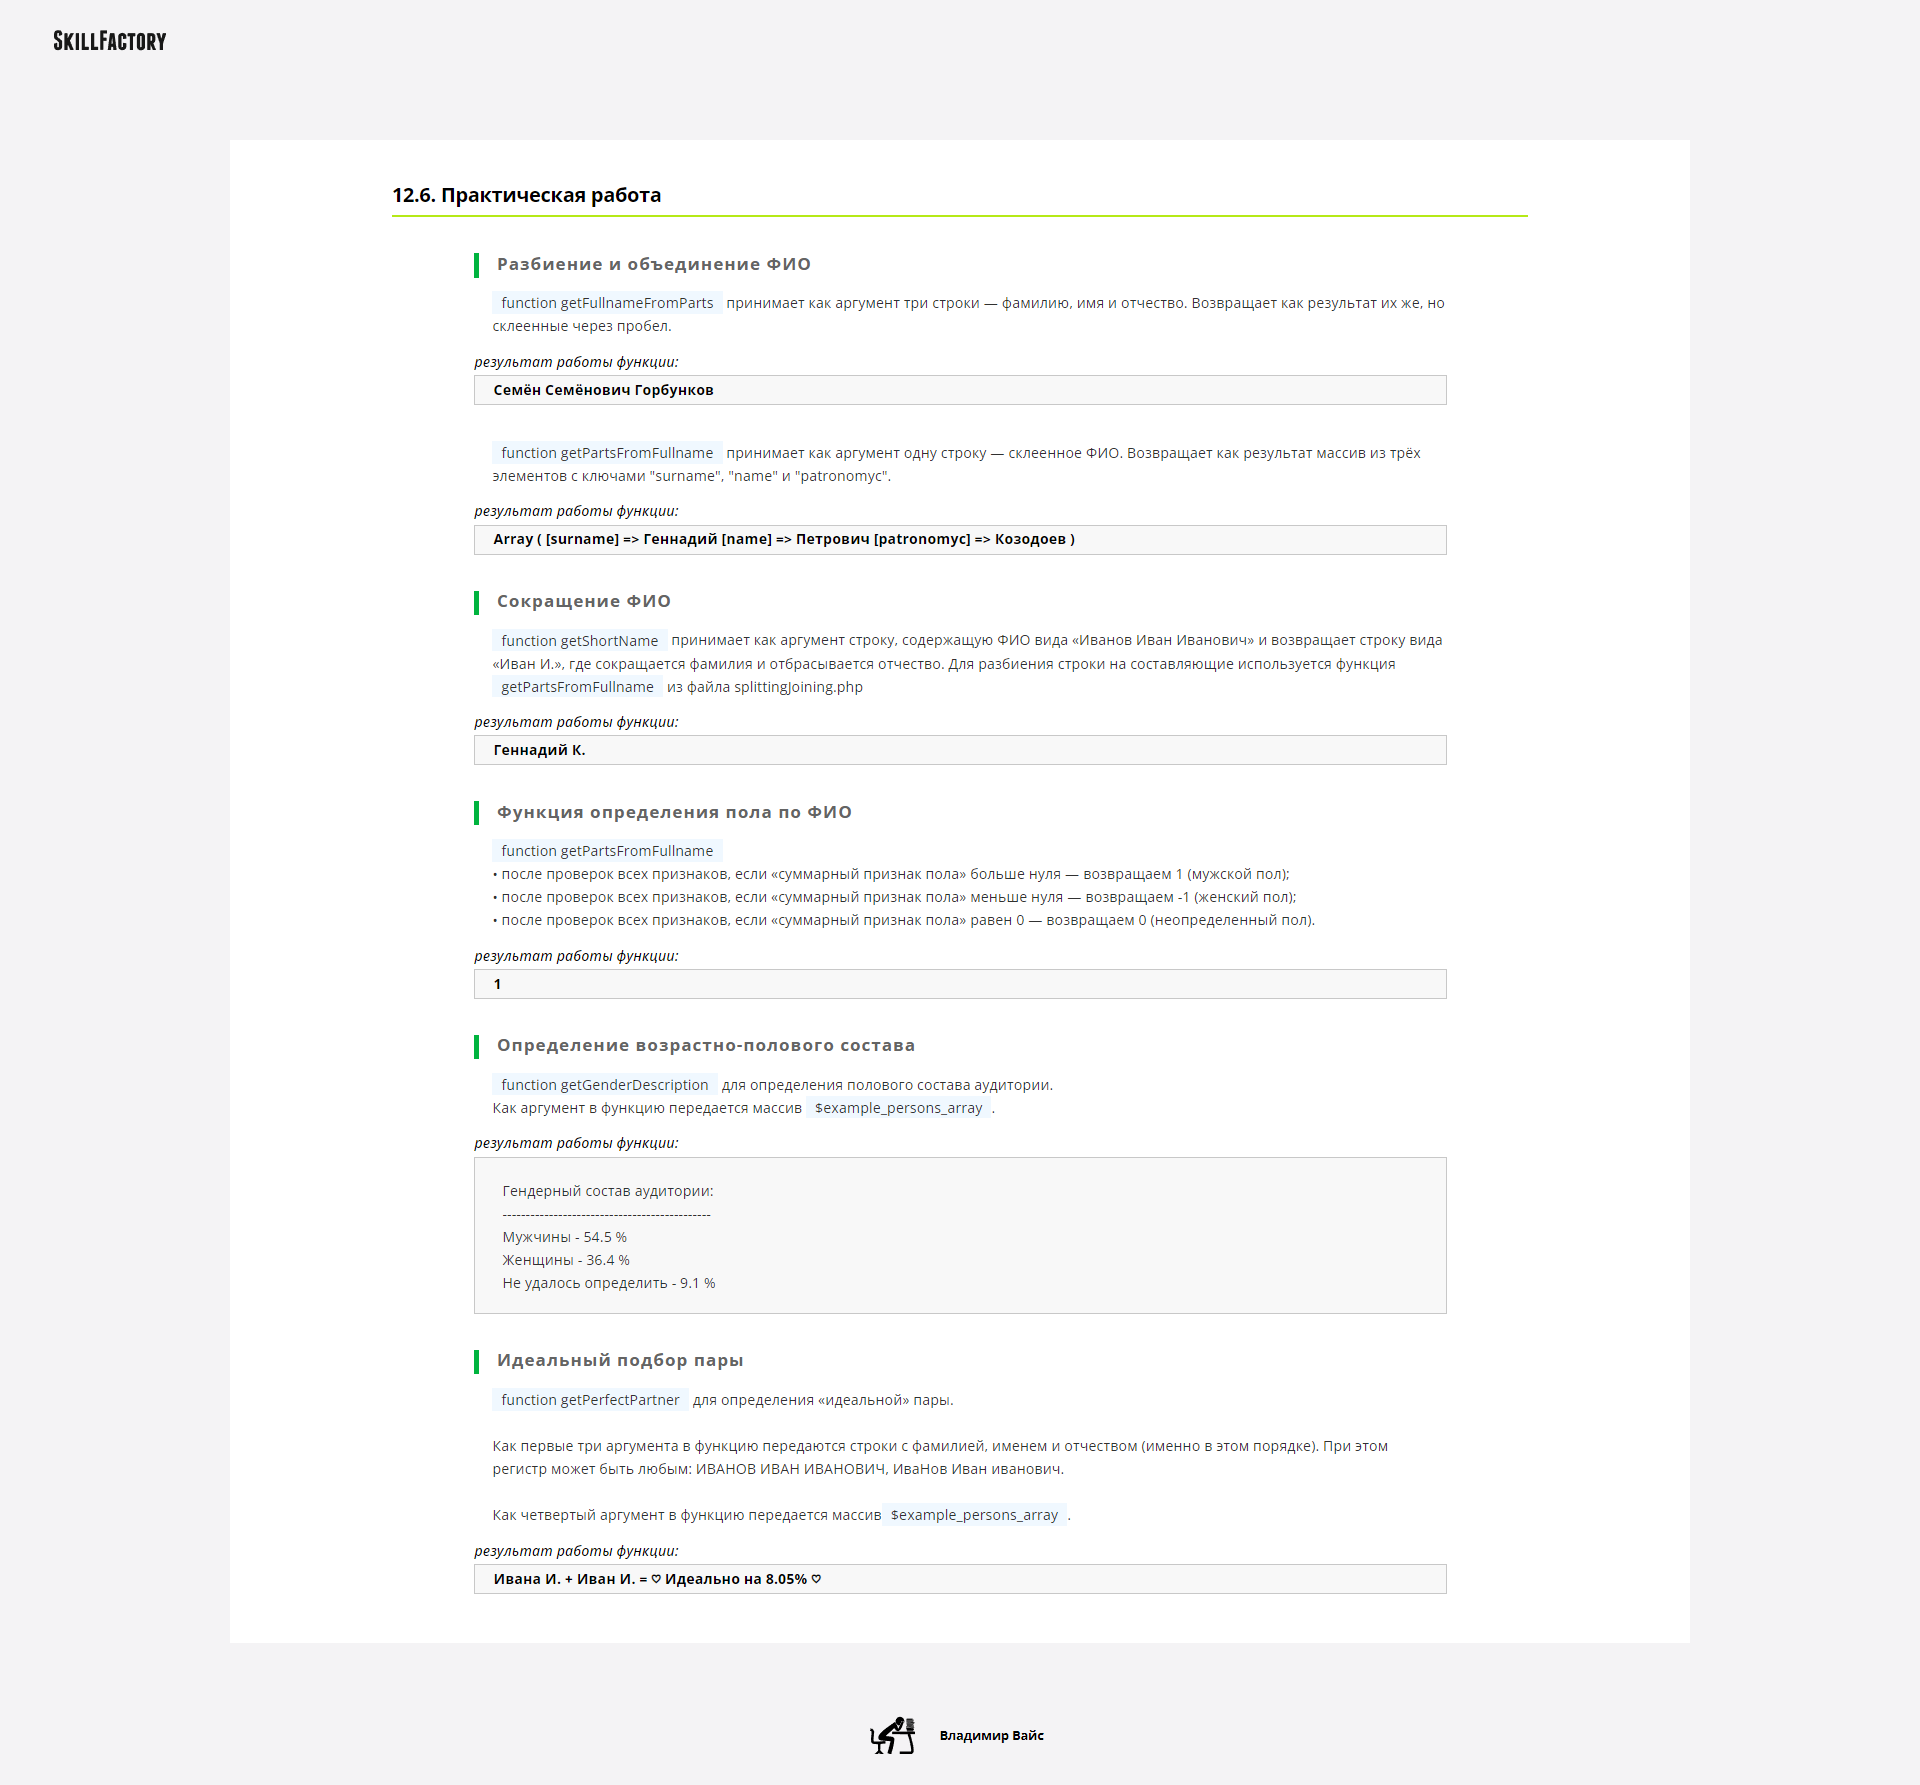 SKILLFACTORY
12.6. Практическая работа
Разбиение и объединение ФИО
function getFullnameFromParts принимает как аргумент три строки — фамилию, имя и отчество. Возвращает как результат их же, но
склеенные через пробел.
результат работы функции:
Семён Семёнович Горбунков
function getPartsFromFullname принимает как аргумент одну строку — склеенное ФИО. Возвращает как результат массив из трёх
элементов с ключами "surname", "name" и "patronomyc".
результат работы функции:
Array ( [surname] => Геннадий [name] => Петрович [patronomyc] => Козодоев )
Сокращение ФИО
function getShortName принимает как аргумент строку, содержащую ФИО вида «Иванов Иван Иванович» и возвращает строку вида
«Иван И.», где сокращается фамилия и отбрасывается отчество. Для разбиения строки на составляющие используется функция
getPartsFromFullname из файла splittingJoining.php
результат работы функции:
Геннадий К.
Функция определения пола по ФИО
function getPartsFromFullname
• после проверок всех признаков, если «суммарный признак пола» больше нуля — возвращаем 1 (мужской пол);
• после проверок всех признаков, если «суммарный признак пола» меньше нуля — возвращаем -1 (женский пол);
• после проверок всех признаков, если «суммарный признак пола» равен 0 — возвращаем 0 (неопределенный пол).
результат работы функции:
1
Определение возрастно-полового состава
function getGenderDescription для определения полового состава аудитории.
Как аргумент в функцию передается массив $example_persons_array .
результат работы функции:
Гендерный состав аудитории:
---------------------------------------------
Мужчины - 54.5 %
Женщины - 36.4 %
Не удалось определить - 9.1 %
Идеальный подбор пары
function getPerfectPartner для определения «идеальной» пары.
Как первые три аргумента в функцию передаются строки с фамилией, именем и отчеством (именно в этом порядке). При этом
регистр может быть любым: ИВАНОВ ИВАН ИВАНОВИЧ, ИваНов Иван иванович.
Как четвертый аргумент в функцию передается массив $example_persons_array .
результат работы функции:
Ивана И. + Иван И. = ♡ Идеально на 8.05% ♡
Владимир Вайс